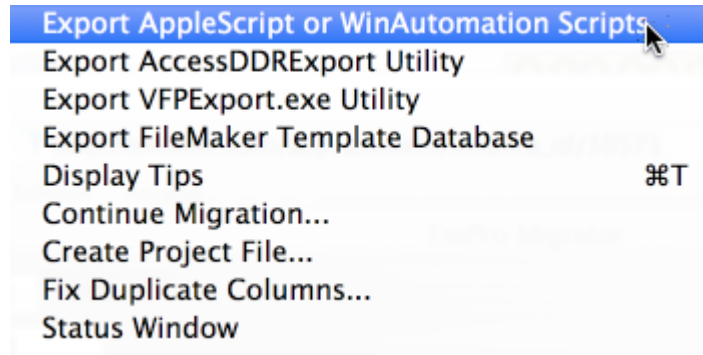 Export AppleScript or WinAutomation Scripts
Export AccessDDRExport Utility
Export VFPExport.exe Utility
Export FileMaker Template Database
Display Tips ⌘T
Continue Migration...
Create Project File...
Fix Duplicate Columns...
Status Window